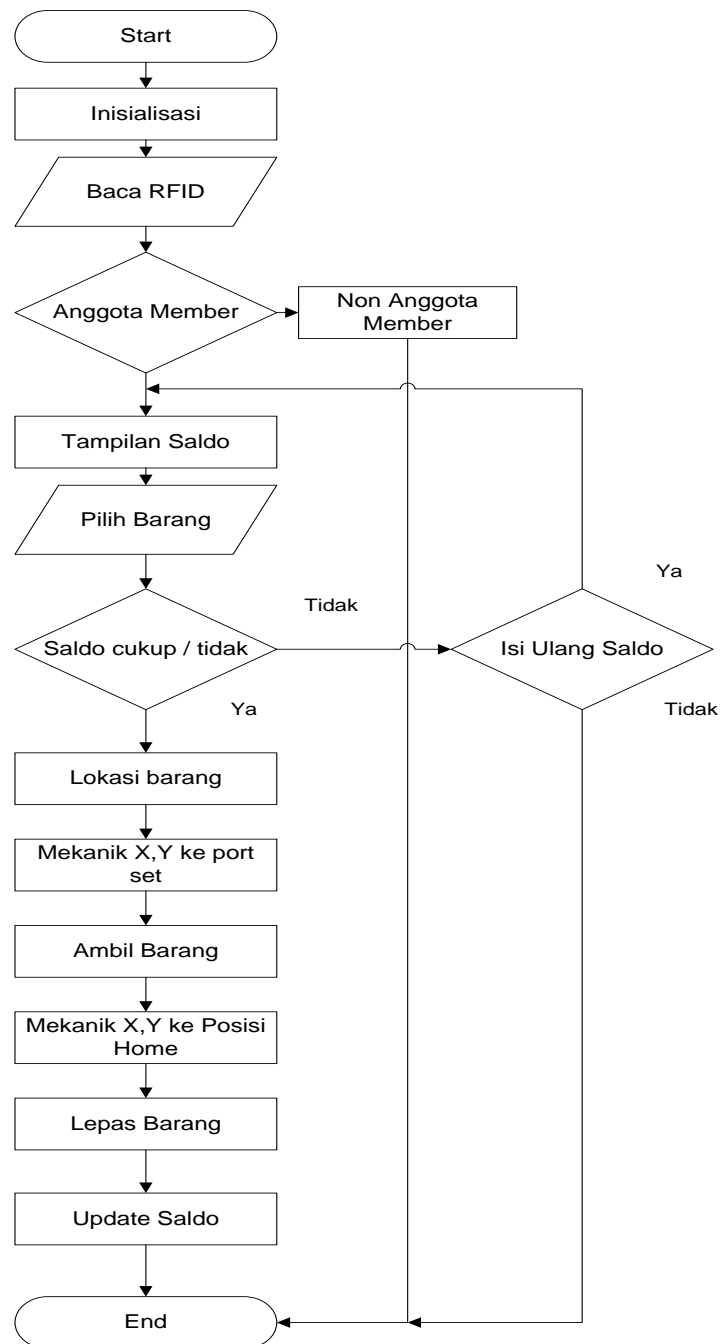 Start
Inisialisasi
Baca RFID
Anggota Member
Non Anggota
Member
Tampilan Saldo
Pilih Barang
Saldo cukup / tidak
Tidak
Isi Ulang Saldo
Ya
Tidak
Ya
Lokasi barang
Mekanik X,Y ke port
set
Ambil Barang
Mekanik X,Y ke Posisi
Home
Lepas Barang
Update Saldo
End